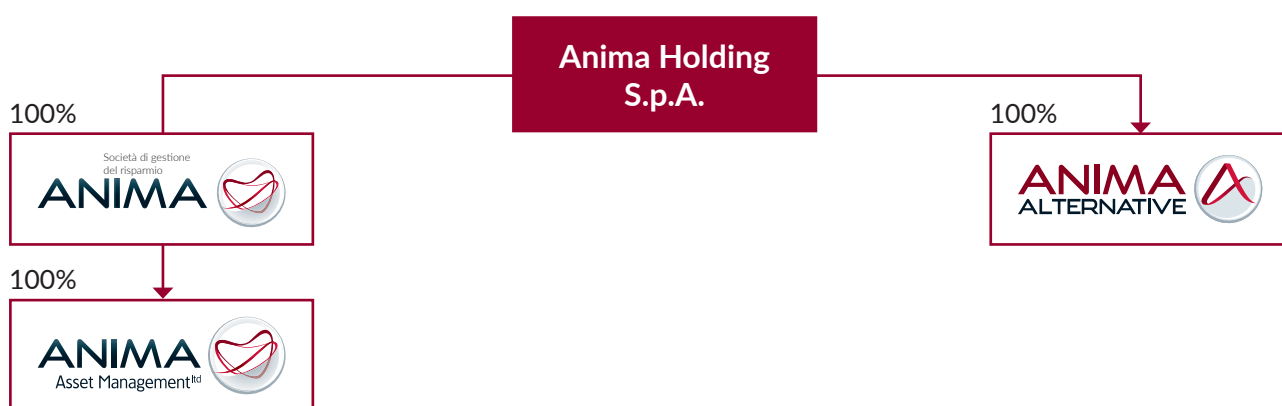 Anima Holding
S.p.A.
100%
Società di gestione
del risparmio
ANIMA
100%
ANIMA
Asset Management ltd
100%
ANIMA
ALTERNATIVE